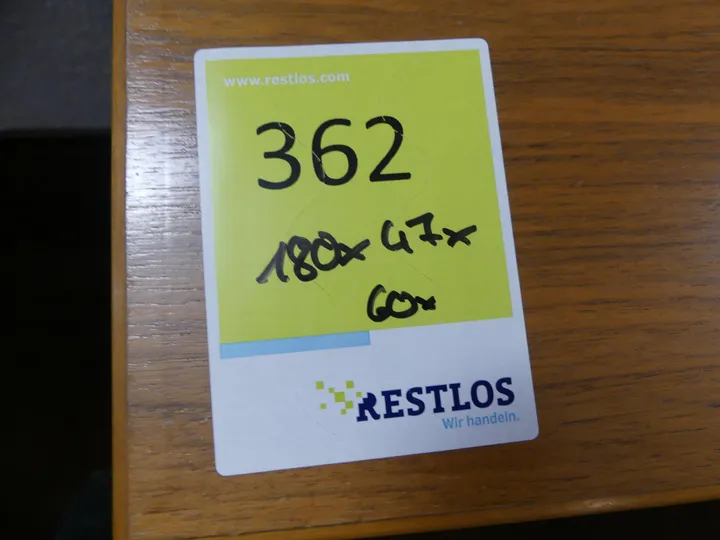 www.restlos.com
362
180x 47x
60x
RESTLOS
Wir handeln.